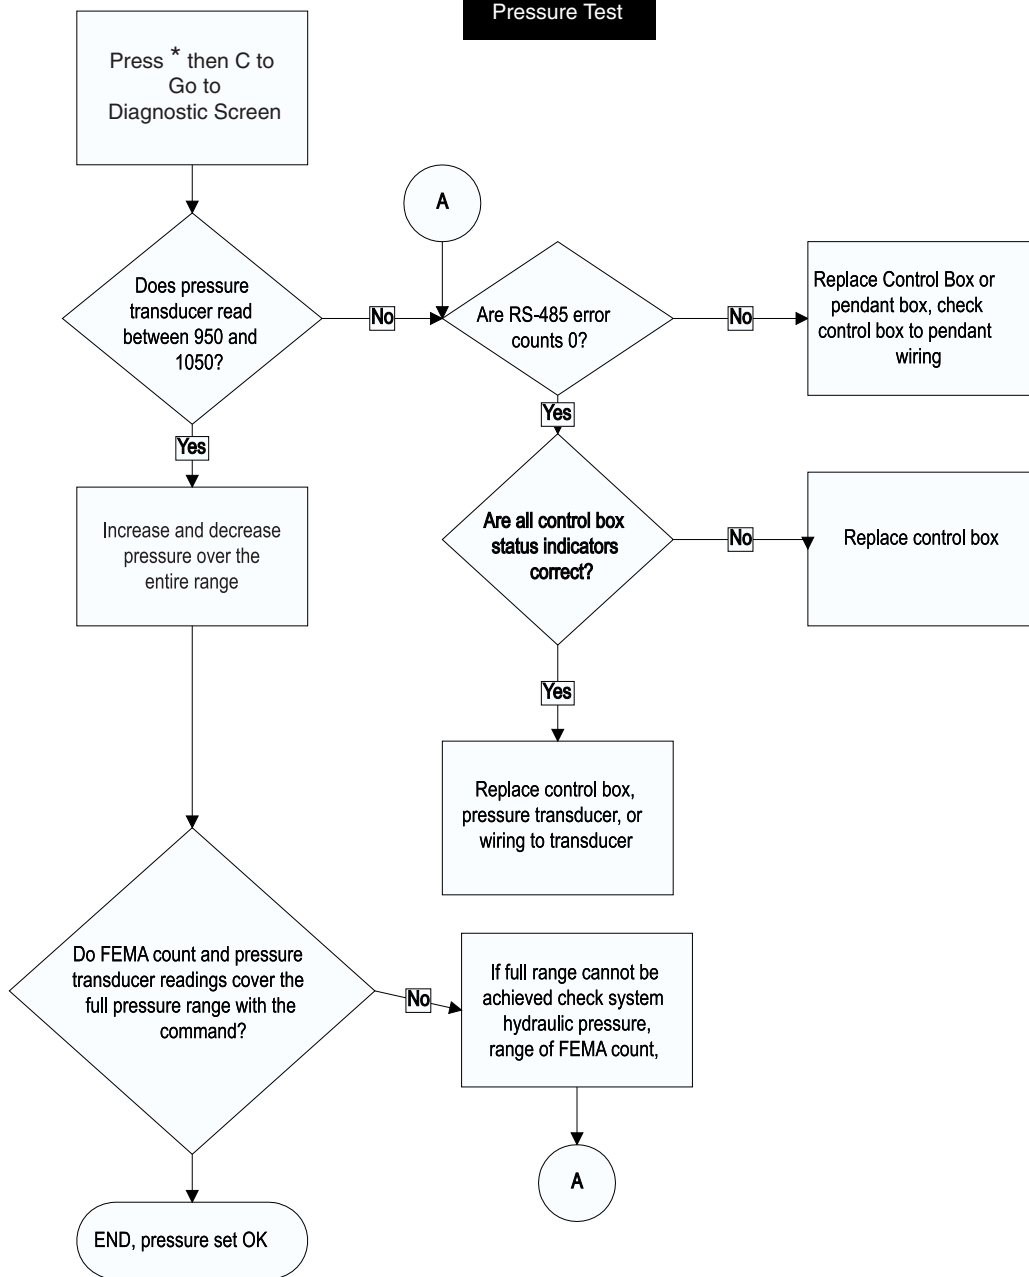 Pressure Test
Press * then C to
Go to
Diagnostic Screen
A
Does pressure
transducer read
between 950 and
1050?
No
Are RS-485 error
counts 0?
No
Replace Control Box or
pendant box, check
control box to pendant
wiring
Yes
Yes
Increase and decrease
pressure over the
entire range
Are all control box
status indicators
correct?
No
Replace control box
Yes
Replace control box,
pressure transducer, or
wiring to transducer
Do FEMA count and pressure
transducer readings cover the
full pressure range with the
command?
No
If full range cannot be
achieved check system
hydraulic pressure,
range of FEMA count,
A
END, pressure set OK